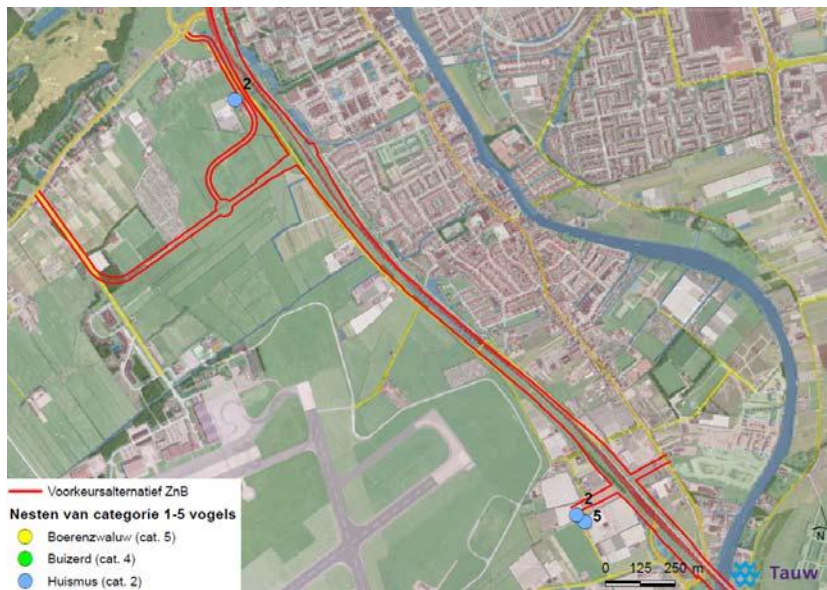 2
2
5
Voorkeursalternatief ZnB
Nesten van categorie 1-5 vogels
Boerenzwaluw (cat. 5)
Buizerd (cat. 4)
Huismus (cat. 2)
0 125 250 m
N
Tauw